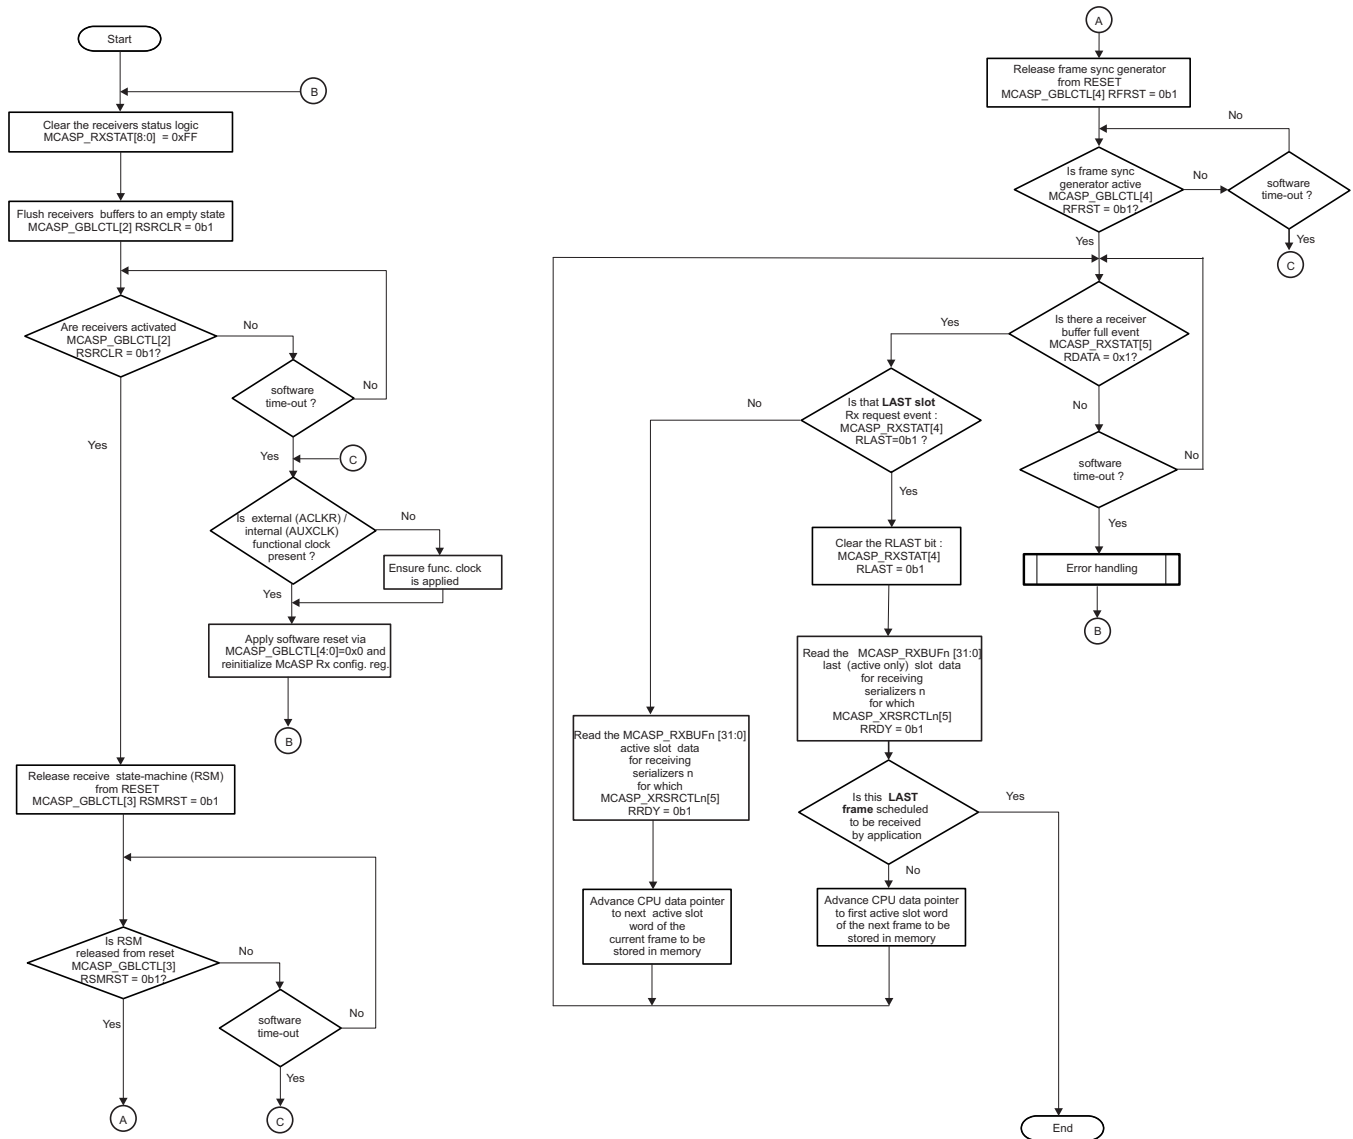 Start
B
Clear the receivers status logic
MCASP_RXSTAT[8:0] = 0xFF
Flush receivers buffers to an empty state
MCASP_GBLCTL[2] RSRCLR = 0b1
Are receivers activated
MCASP_GBLCTL[2]
RSRCLR = 0b1?
No
software
time-out ?
No
Yes
Yes
C
Is external (ACLKR) /
internal (AUXCLK)
functional clock
present ?
No
Ensure func. clock
is applied
Yes
Apply software reset via
MCASP_GBLCTL[4:0]=0x0 and
reinitialize McASP Rx config. reg.
B
Release receive state-machine (RSM)
from RESET
MCASP_GBLCTL[3] RSMRST = 0b1
Is RSM
released from reset
MCASP_GBLCTL[3]
RSMRST = 0b1?
No
software
time-out
No
Yes
Yes
A
C
A
Release frame sync generator
from RESET
MCASP_GBLCTL[4] RFRST = 0b1
No
Is frame sync
generator active
MCASP_GBLCTL[4]
RFRST = 0b1?
No
software
time-out ?
Yes
Yes
C
Is there a receiver
buffer full event
MCASP_RXSTAT[5]
RDATA = 0x1?
Yes
No
Is that LAST slot
Rx request event :
MCASP_RXSTAT[4]
RLAST=0b1 ?
No
software
time-out ?
No
Yes
Yes
Clear the RLAST bit :
MCASP_RXSTAT[4]
RLAST = 0b1
Error handling
B
Read the MCASP_RXBUFn [31:0]
last (active only) slot data
for receiving
serializers n
for which
MCASP_XRSRCTLn[5]
RRDY = 0b1
Read the MCASP_RXBUFn [31:0]
active slot data
for receiving
serializers n
for which
MCASP_XRSRCTLn[5]
RRDY = 0b1
Is this LAST
frame scheduled
to be received
by application
Yes
No
Advance CPU data pointer
to next active slot
word of the
current frame to be
stored in memory
Advance CPU data pointer
to first active slot word
of the next frame to be
stored in memory
End